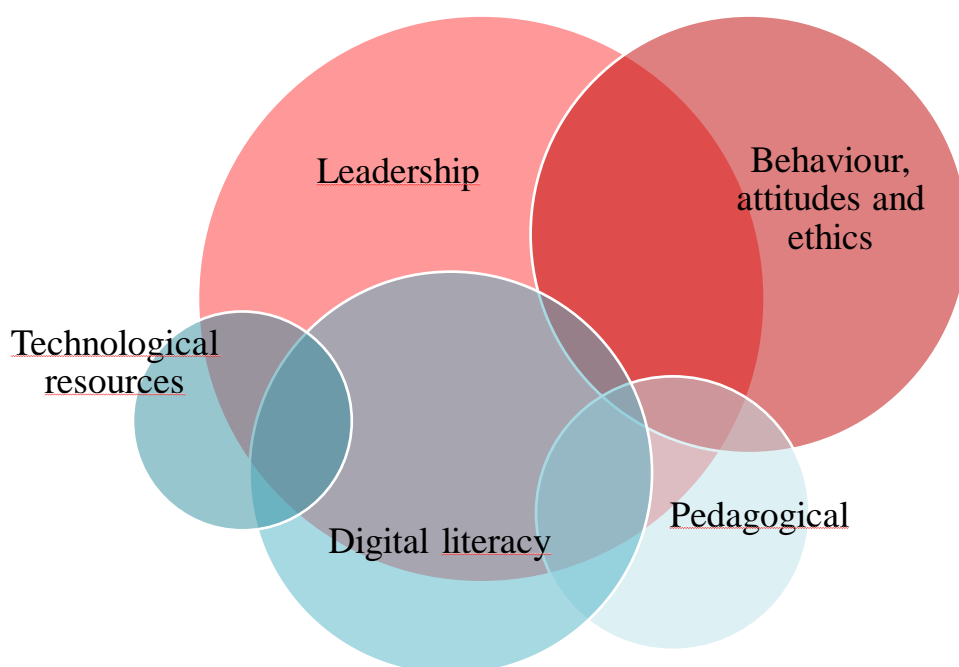 Leadership
Behaviour,
attitudes and
ethics
Technological
resources
Digital literacy
Pedagogical